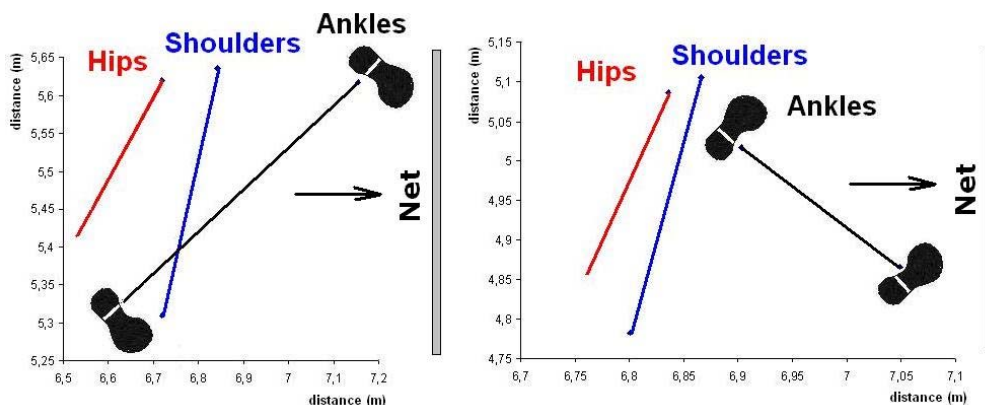 Ankles
Shoulders
Hips
distance (m)
5,65
5,6
5,55
5,5
5,45
5,4
5,35
5,3
5,25
6,5 6,6 6,7 6,8 6,9 7 7,1 7,2
distance (m)
Net
Shoulders
Hips
Ankles
distance (m)
5,15
5,1
5,05
5
4,95
4,9
4,85
4,8
4,75
6,7 6,75 6,8 6,85 6,9 6,95 7 7,05 7,1
distance (m)
Net